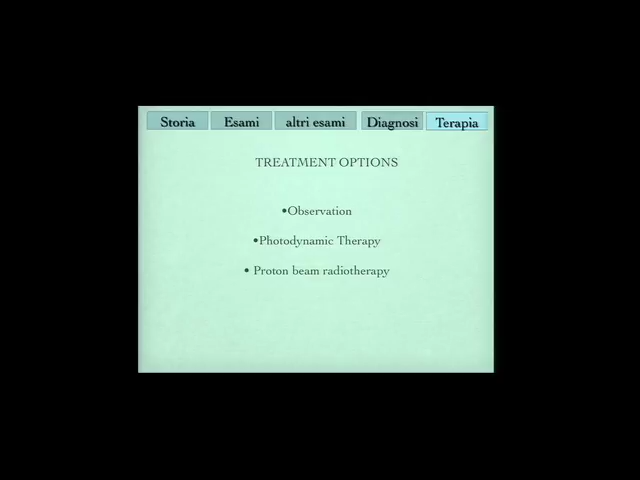 Storia Esami altri esami Diagnosi Terapia
TREATMENT OPTIONS
•Observation
•Photodynamic Therapy
• Proton beam radiotherapy